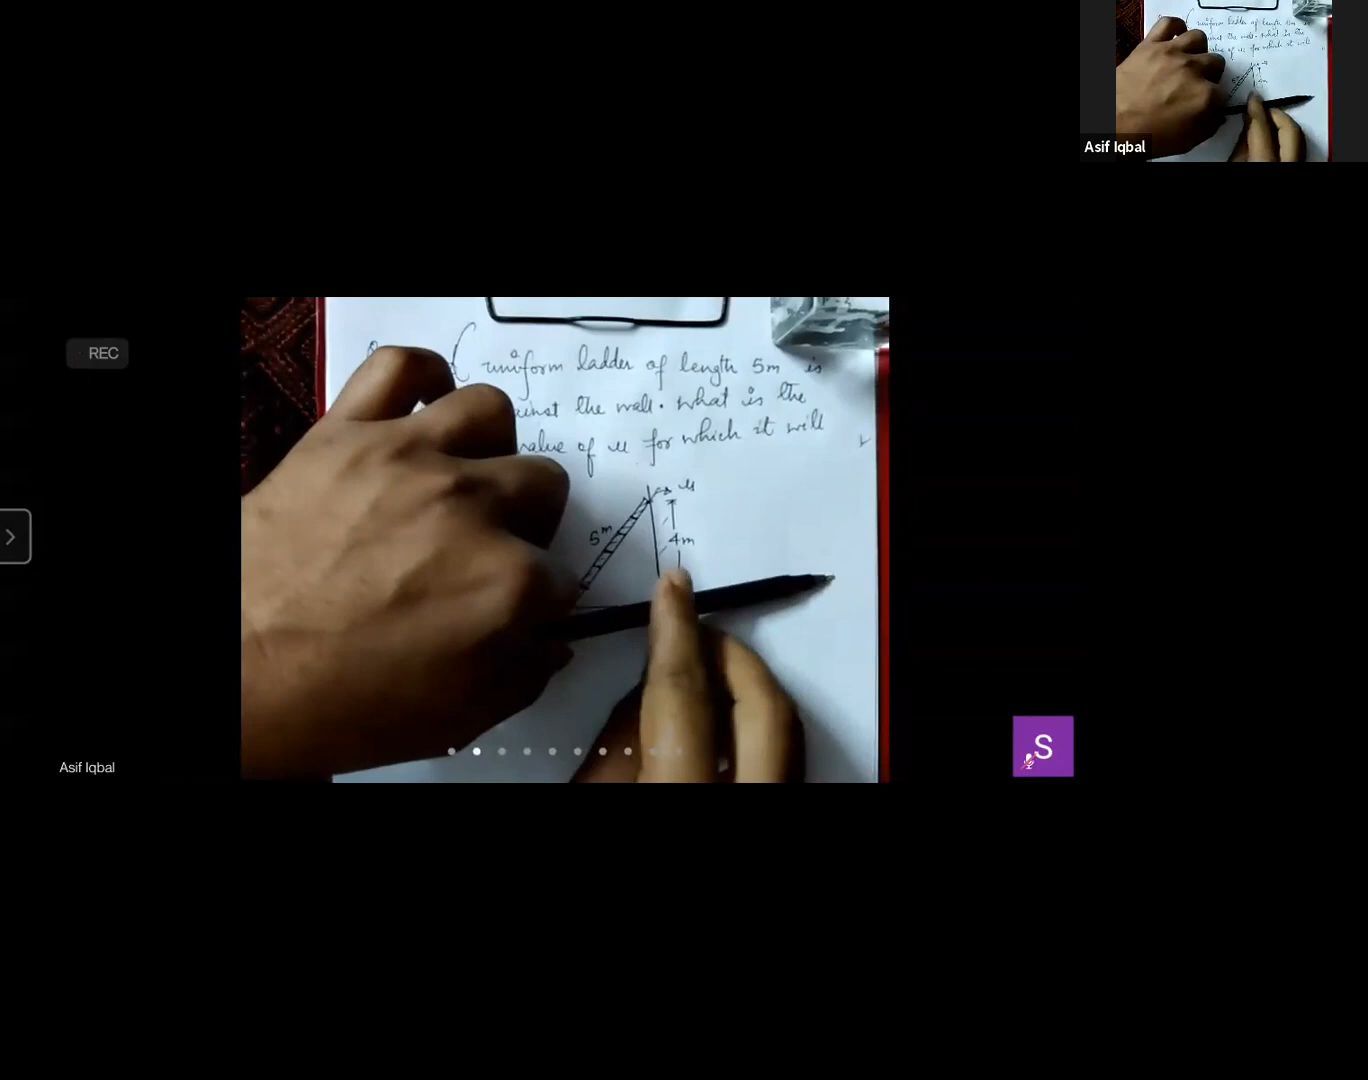 uniform ladder of length 5m is
against the wall. what is the
value of μ for which it will
μ
5m
4m
REC
Asif Iqbal
S
Asif Iqbal